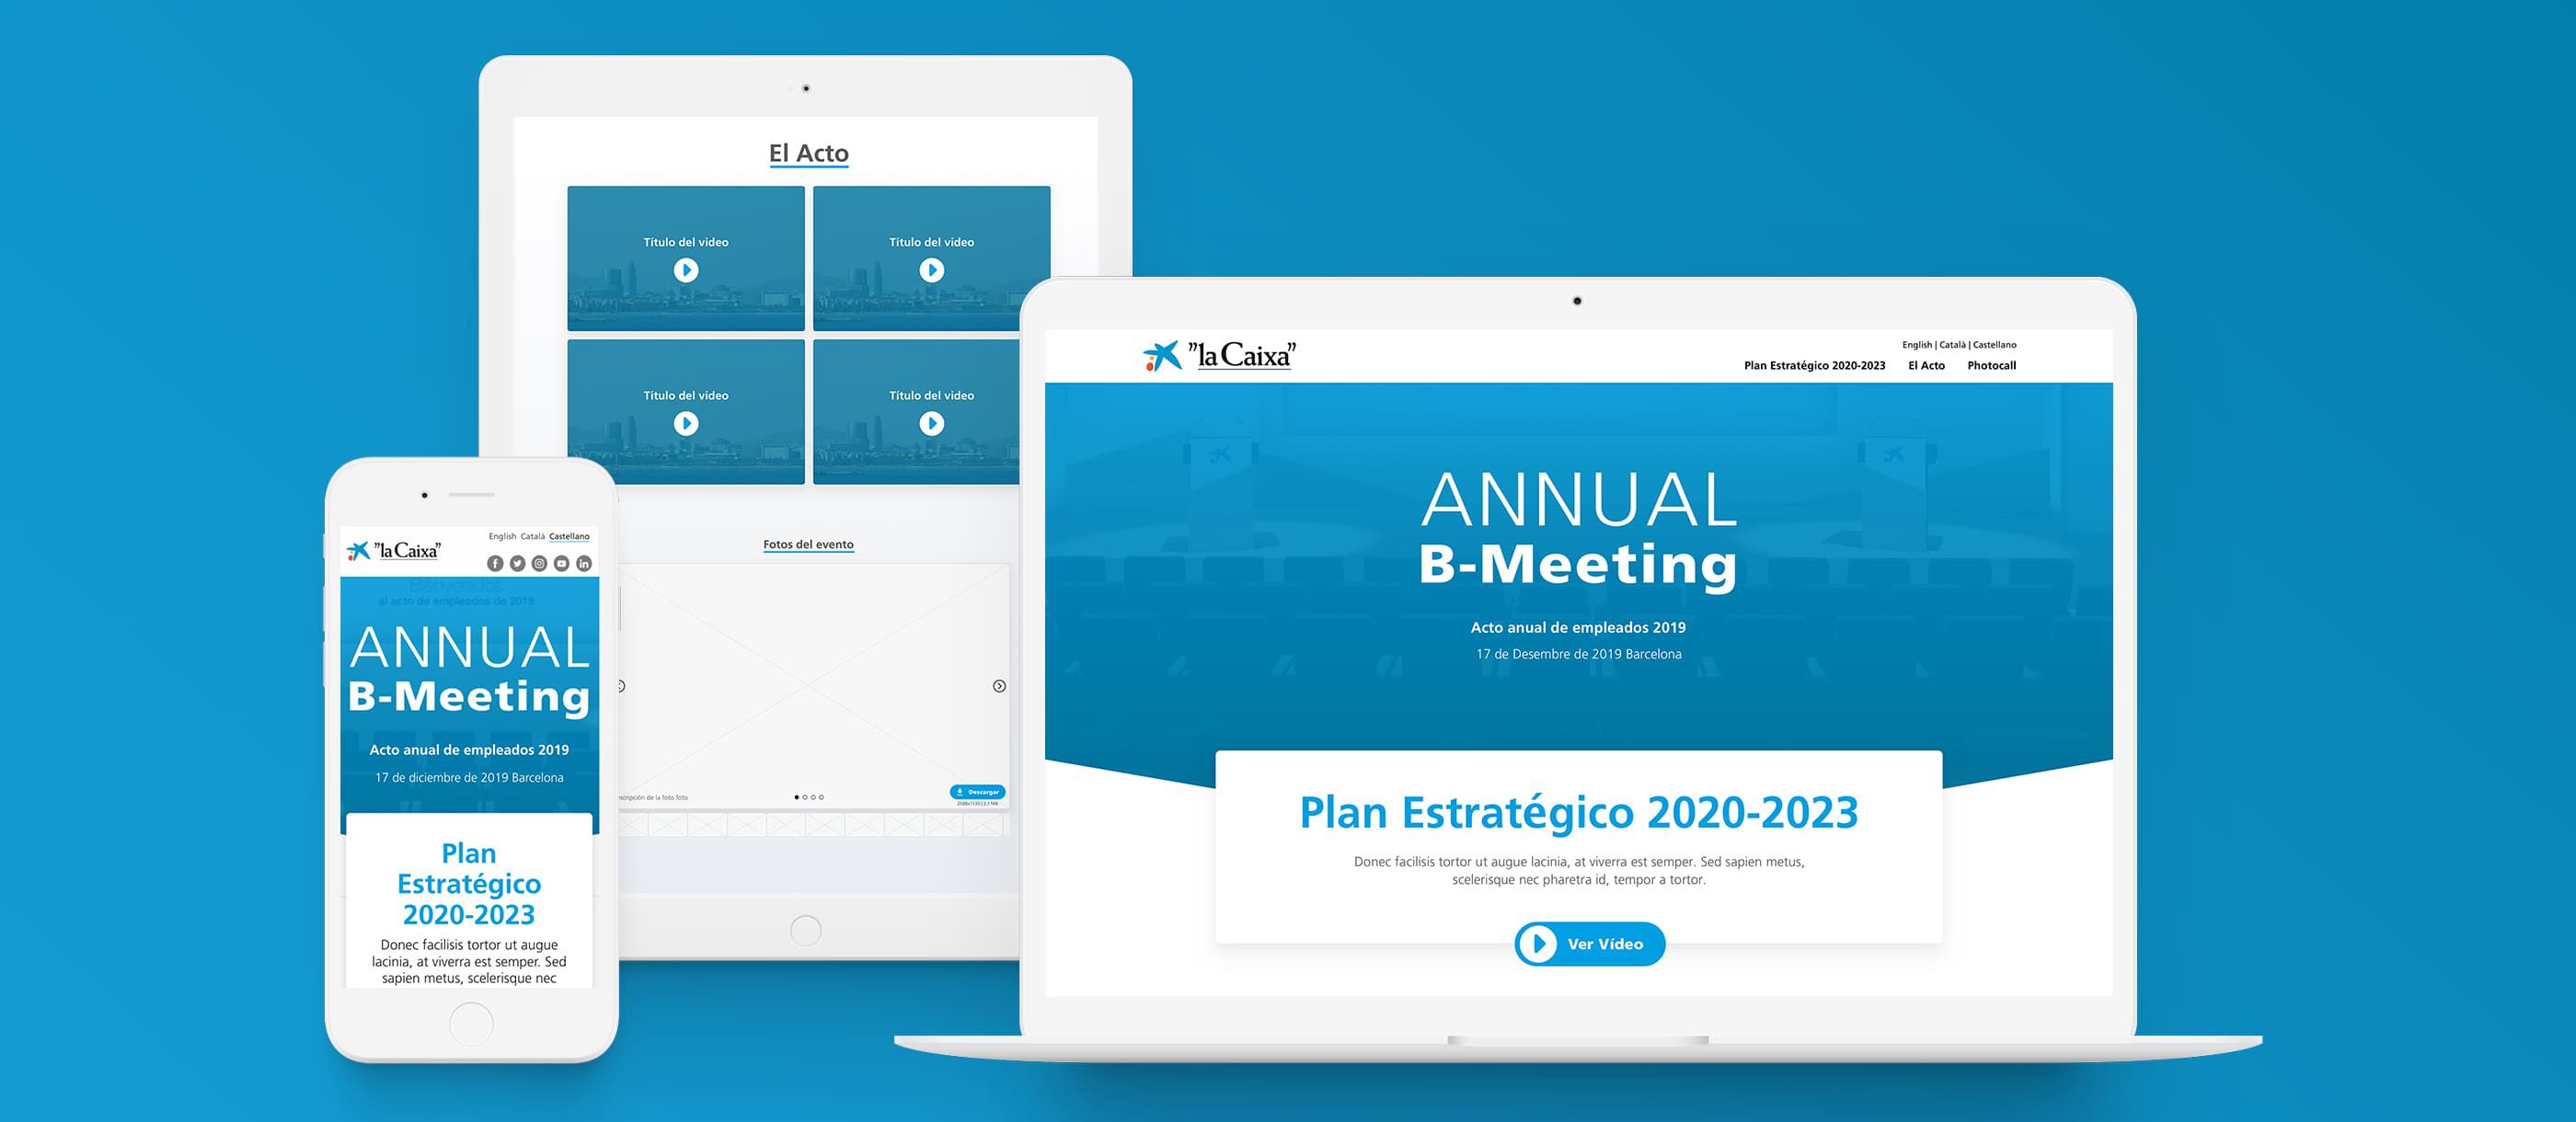 El Acto
Título del video
Título del video
Título del video
Título del video
Fotos del evento
scripción de la foto foto
Descargar
"la Caixa"
English Català Castellano
Bienvenidos
al acto de empleados de 2019
ANNUAL
B-Meeting
Acto anual de empleados 2019
17 de diciembre de 2019 Barcelona
Plan
Estratégico
2020-2023
Donec facilisis tortor ut augue
lacinia, at viverra est semper. Sed
sapien metus, scelerisque nec
"la Caixa"
English | Català | Castellano
Plan Estratégico 2020-2023 El Acto Photocall
ANNUAL
B-Meeting
Acto anual de empleados 2019
17 de Desembre de 2019 Barcelona
Plan Estratégico 2020-2023
Donec facilisis tortor ut augue lacinia, at viverra est semper. Sed sapien metus,
scelerisque nec pharetra id, tempor a tortor.
Ver Vídeo